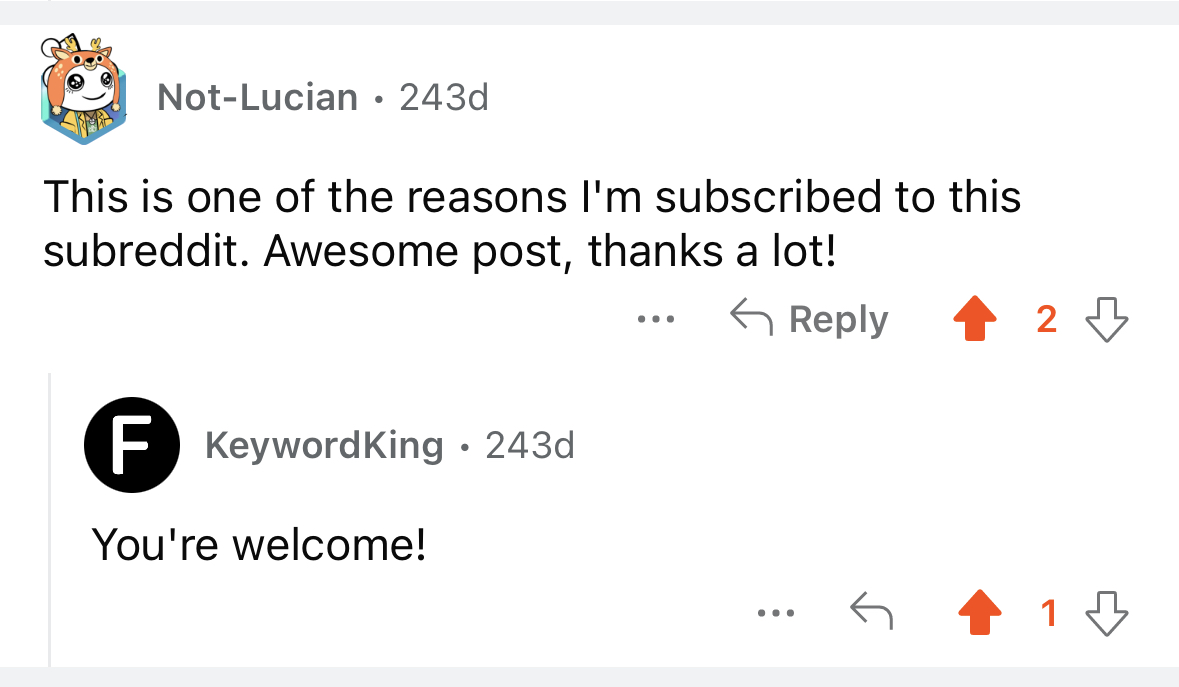 Not-Lucian • 243d
This is one of the reasons I'm subscribed to this
subreddit. Awesome post, thanks a lot!
... Reply 2
F KeywordKing • 243d
You're welcome!
... 1